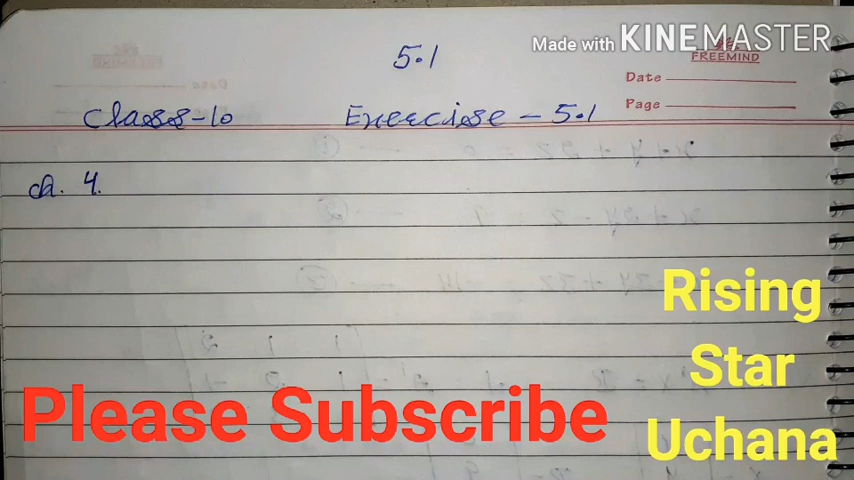 5.1
Made with KINEMASTER
FREEMIND
Date
Page
Class-10 Exercise - 5.1
ch. 4.
Rising
Star
Uchana
Please Subscribe